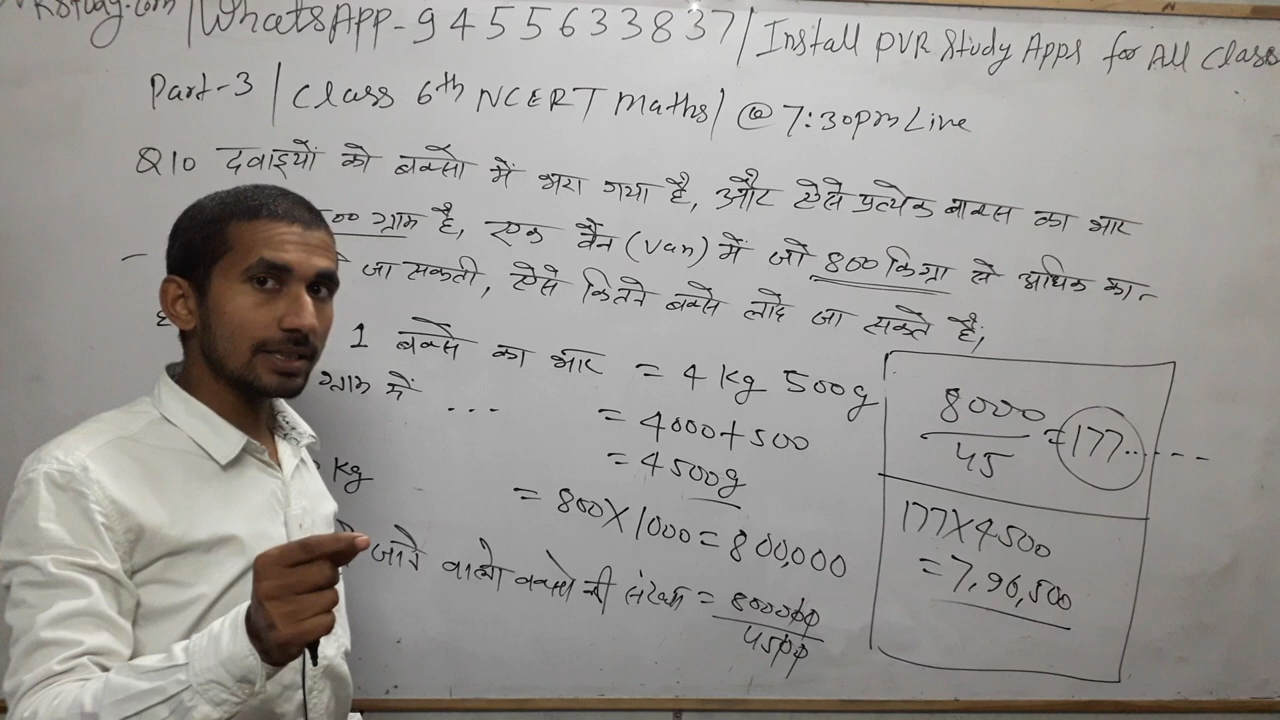 RStudy.com | WhatsApp-9455633837 | Install PVR Study Apps for All Class
Part-3 | Class 6th NCERT Maths | @ 7:30pm Live
Q10 दवाइयों को बक्सों में भरा गया है, और ऐसे प्रत्येक बाक्स का भार
500 ग्राम है, एक वैन (van) में जो 800 किग्रा से अधिक का
जा सकती, ऐसे कितने बक्से लादे जा सकते हैं,
1 बक्से का भार = 4 kg 500g
ग्राम में ...
= 4000+500
= 4500g
kg
= 800×1000 = 800,000
जाने वाले बक्सो की संख्या = 800000/4500
8000/45 = 177.....
177×4500
= 7,96,500